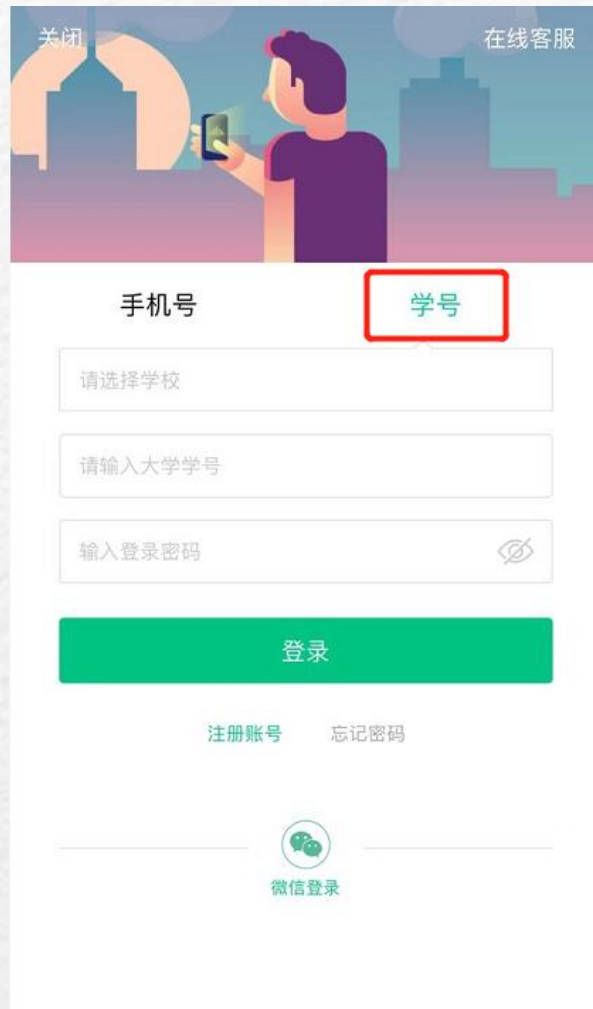 关闭
在线客服
手机号
学号
请选择学校
请输入大学学号
输入登录密码
登录
注册账号
忘记密码
微信登录